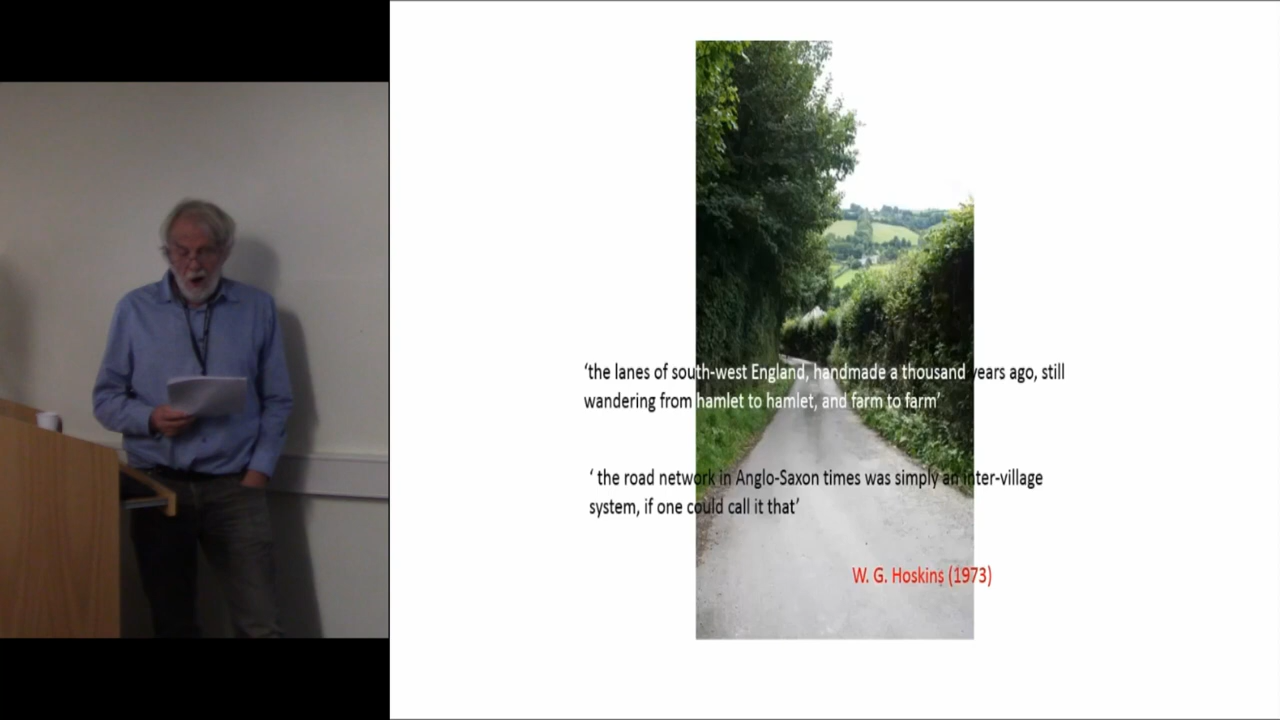 ‘the lanes of south-west England, handmade a thousand years ago, still
wandering from hamlet to hamlet, and farm to farm’
‘ the road network in Anglo-Saxon times was simply an inter-village
system, if one could call it that’
W. G. Hoskins (1973)